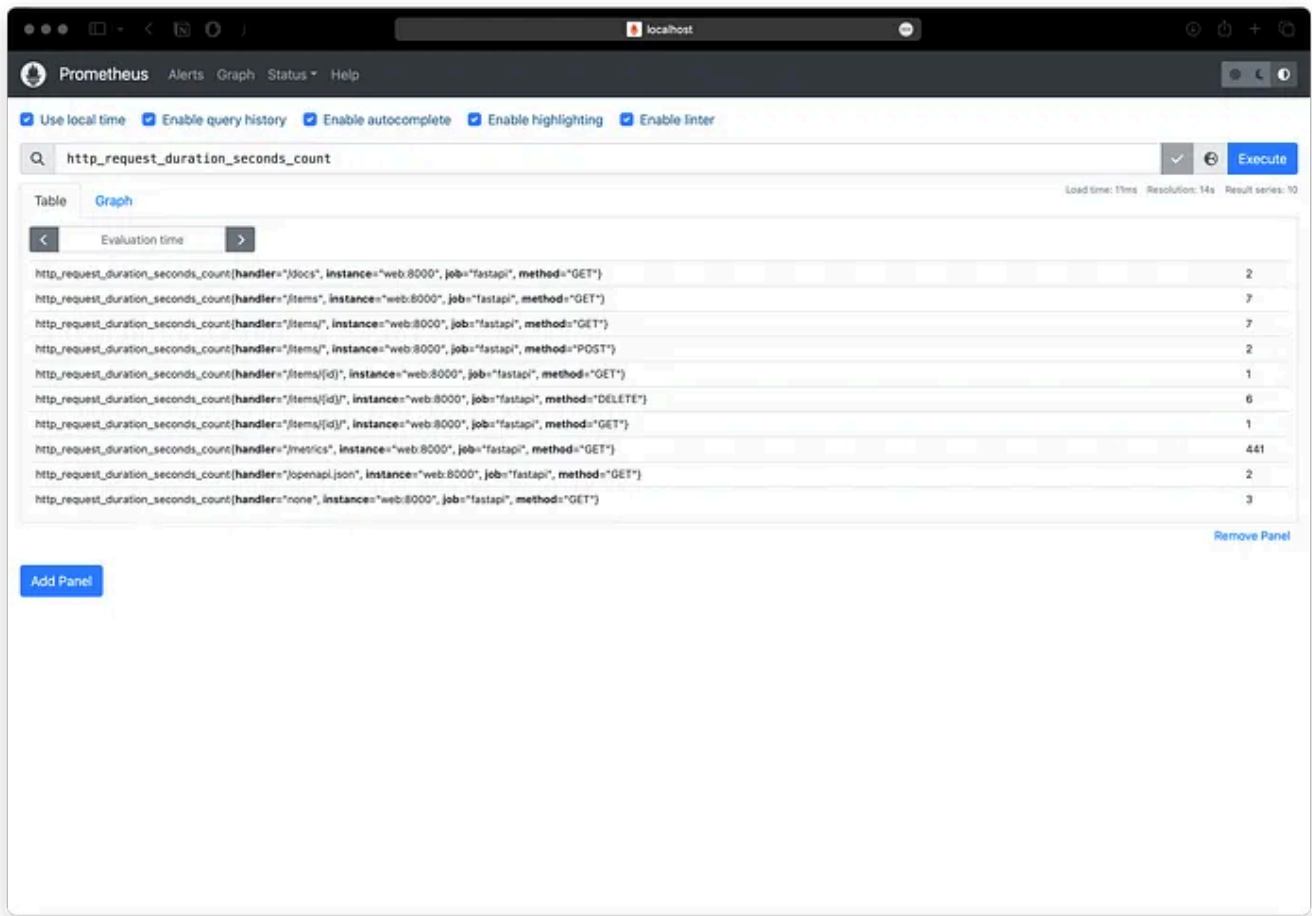 localhost
Prometheus Alerts Graph Status Help
Use local time Enable query history Enable autocomplete Enable highlighting Enable linter
http_request_duration_seconds_count Execute
Load time: 11ms Resolution: 14s Result series: 10
Table Graph
Evaluation time
http_request_duration_seconds_count{handler="/docs", instance="web:8000", job="fastapi", method="GET"} 2
http_request_duration_seconds_count{handler="/items", instance="web:8000", job="fastapi", method="GET"} 7
http_request_duration_seconds_count{handler="/items/", instance="web:8000", job="fastapi", method="GET"} 7
http_request_duration_seconds_count{handler="/items/", instance="web:8000", job="fastapi", method="POST"} 2
http_request_duration_seconds_count{handler="/items/{id}", instance="web:8000", job="fastapi", method="GET"} 1
http_request_duration_seconds_count{handler="/items/{id}/", instance="web:8000", job="fastapi", method="DELETE"} 6
http_request_duration_seconds_count{handler="/items/{id}/", instance="web:8000", job="fastapi", method="GET"} 1
http_request_duration_seconds_count{handler="/metrics", instance="web:8000", job="fastapi", method="GET"} 441
http_request_duration_seconds_count{handler="/openapi.json", instance="web:8000", job="fastapi", method="GET"} 2
http_request_duration_seconds_count{handler="none", instance="web:8000", job="fastapi", method="GET"} 3
Remove Panel
Add Panel